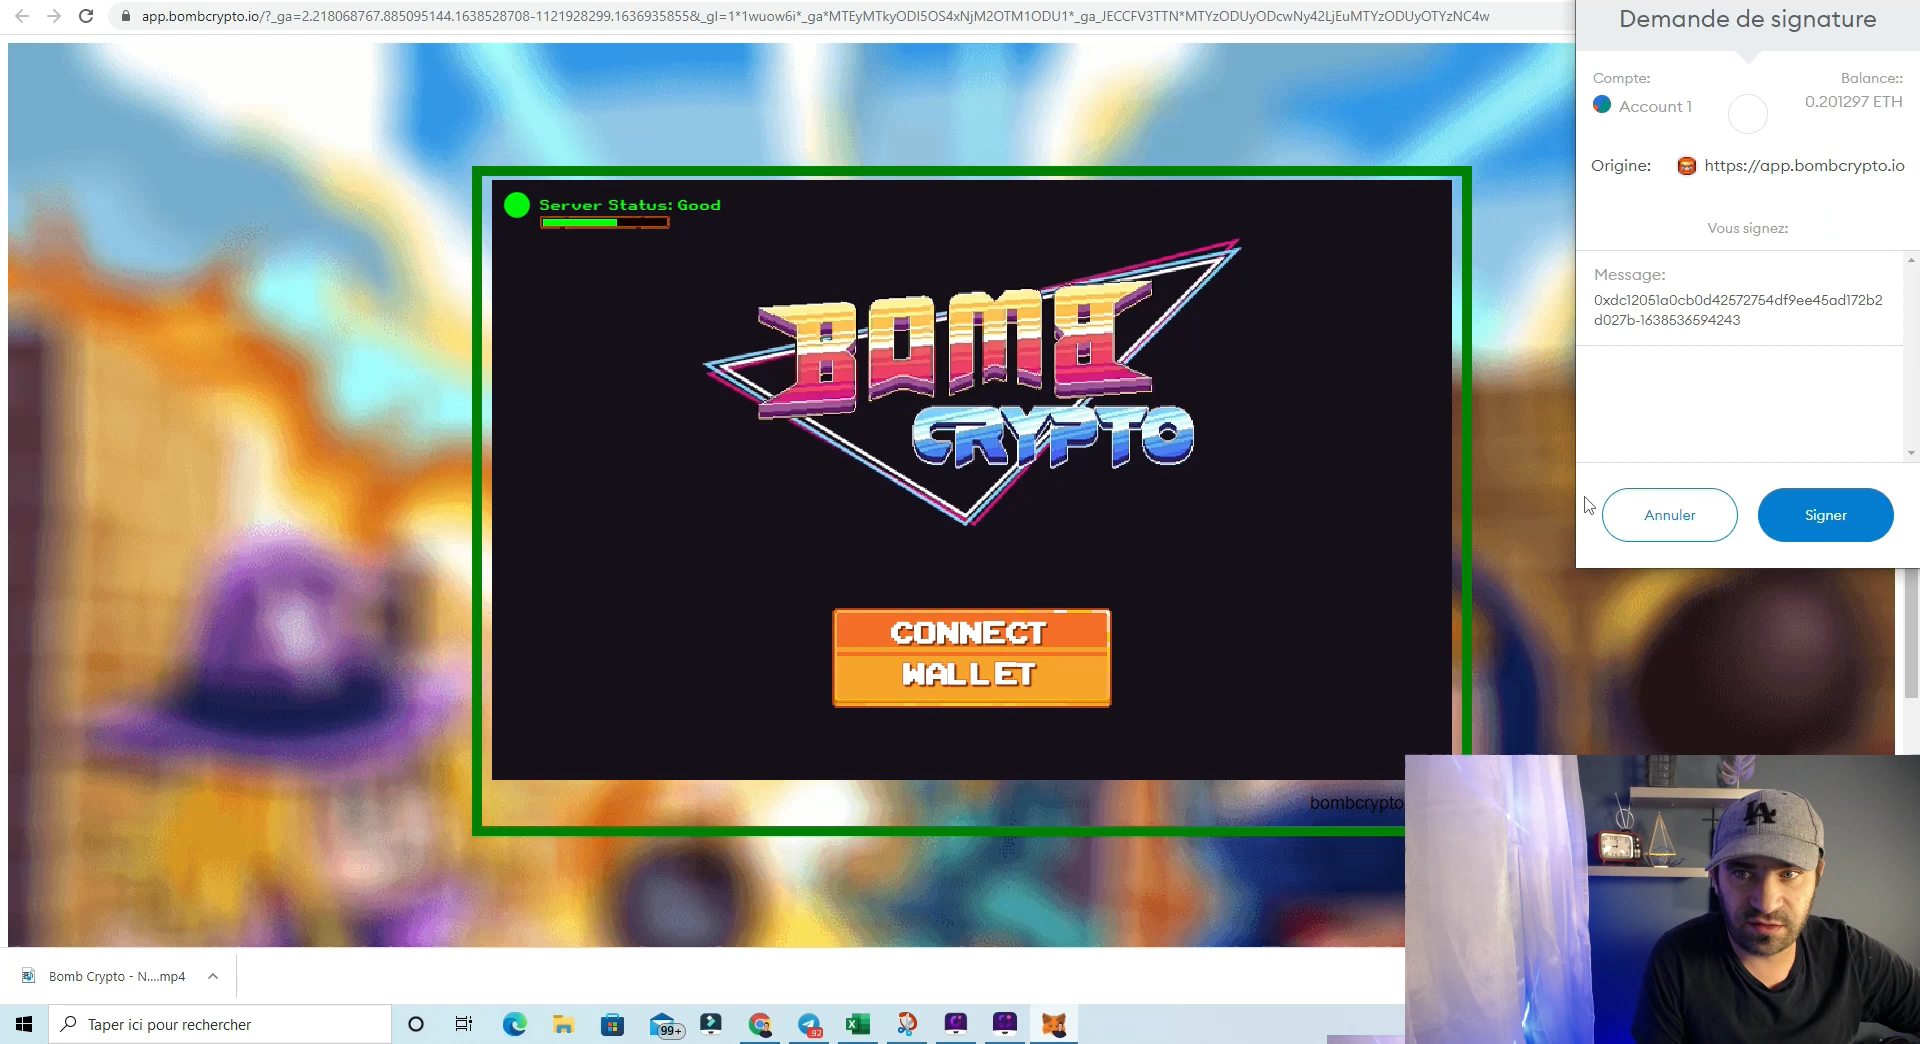 app.bombcrypto.io/?_ga=2.218068767.885095144.1638528708-1121928299.1636935855&_gl=1*1wuow6i*_ga*MTEyMTkyODI5OS4xNjM2OTM1ODU1*_ga_JECCFV3TTN*MTYzODUyODcwNy42LjEuMTYzODUyOTYzNC4w
Demande de signature
Compte:
Balance::
Account 1
0.201297 ETH
Origine:
https://app.bombcrypto.io
Vous signez:
Message:
0xdc12051a0cb0d42572754df9ee45ad172b2
d027b-1638536594243
Annuler
Signer
Server Status: Good
BOMB
CRYPTO
CONNECT
WALLET
bombcrypto
Bomb Crypto - N....mp4
Taper ici pour rechercher
99+
92